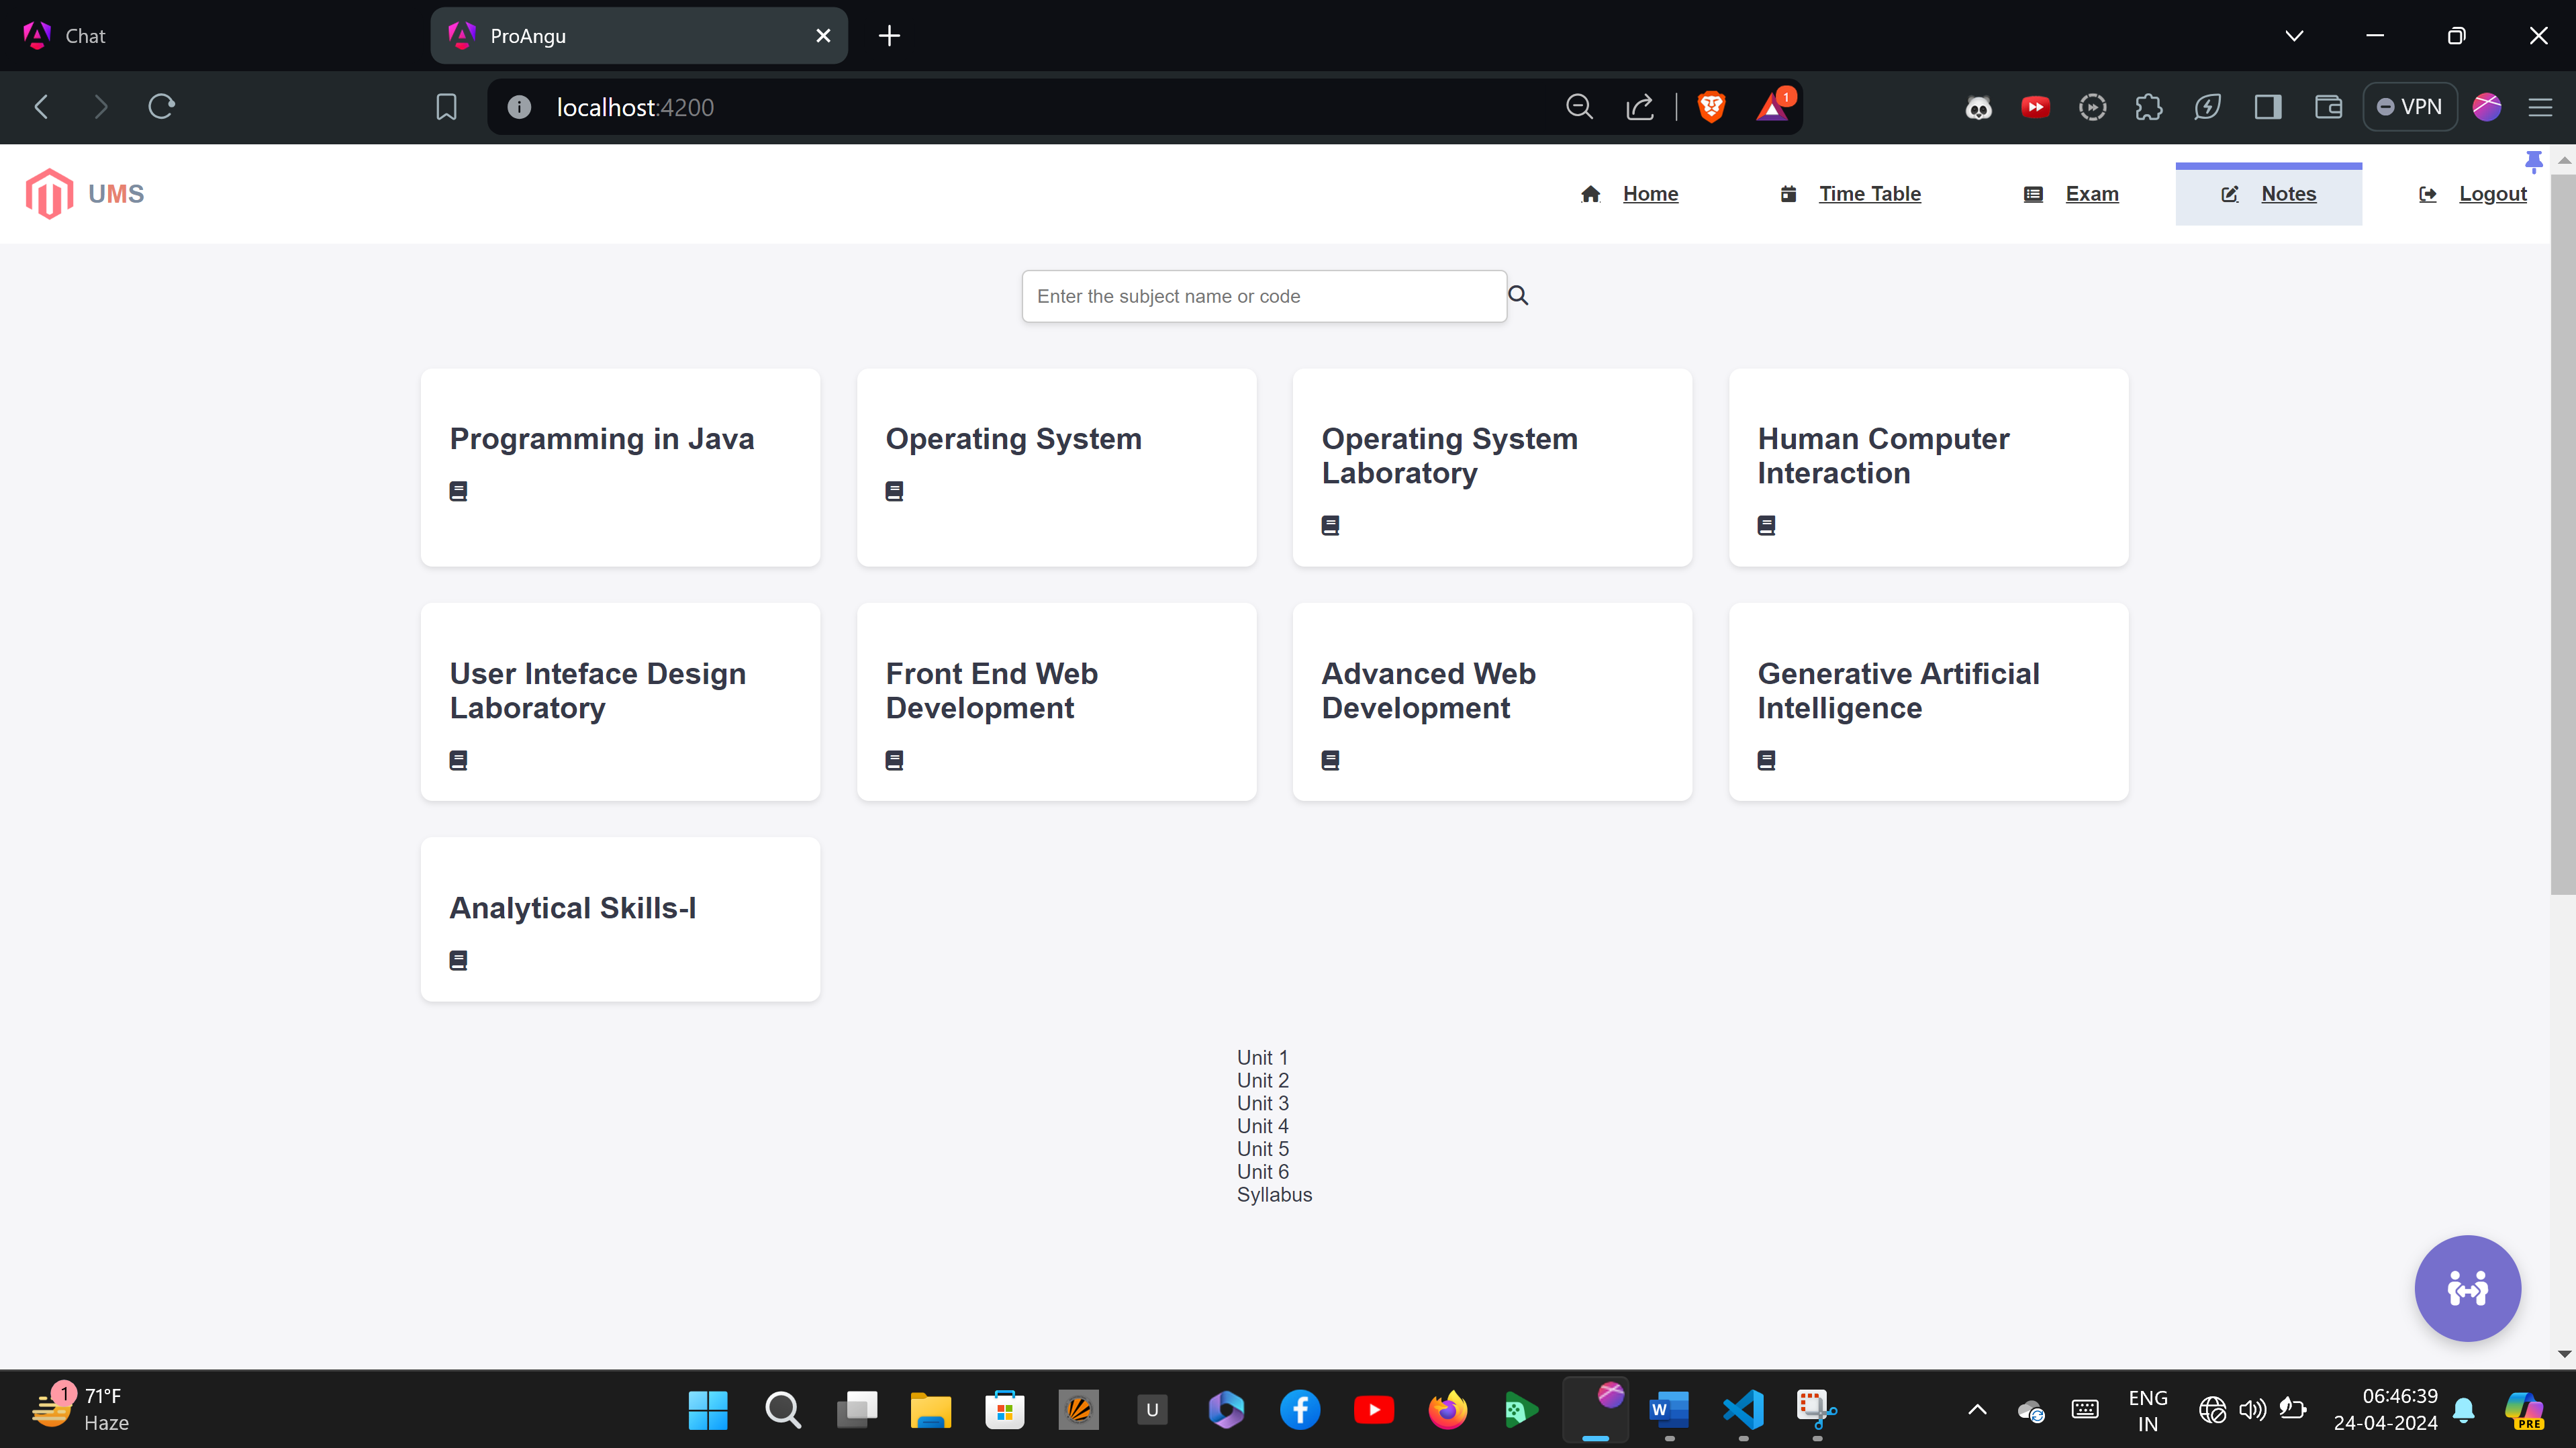 Chat
ProAngu
localhost:4200
1
VPN
UMS
Home
Time Table
Exam
Notes
Logout
Enter the subject name or code
Programming in Java
Operating System
Operating System
Laboratory
Human Computer
Interaction
User Inteface Design
Laboratory
Front End Web
Development
Advanced Web
Development
Generative Artificial
Intelligence
Analytical Skills-I
Unit 1
Unit 2
Unit 3
Unit 4
Unit 5
Unit 6
Syllabus
1
71°F
Haze
U
W
ENG
IN
06:46:39
24-04-2024
PRE